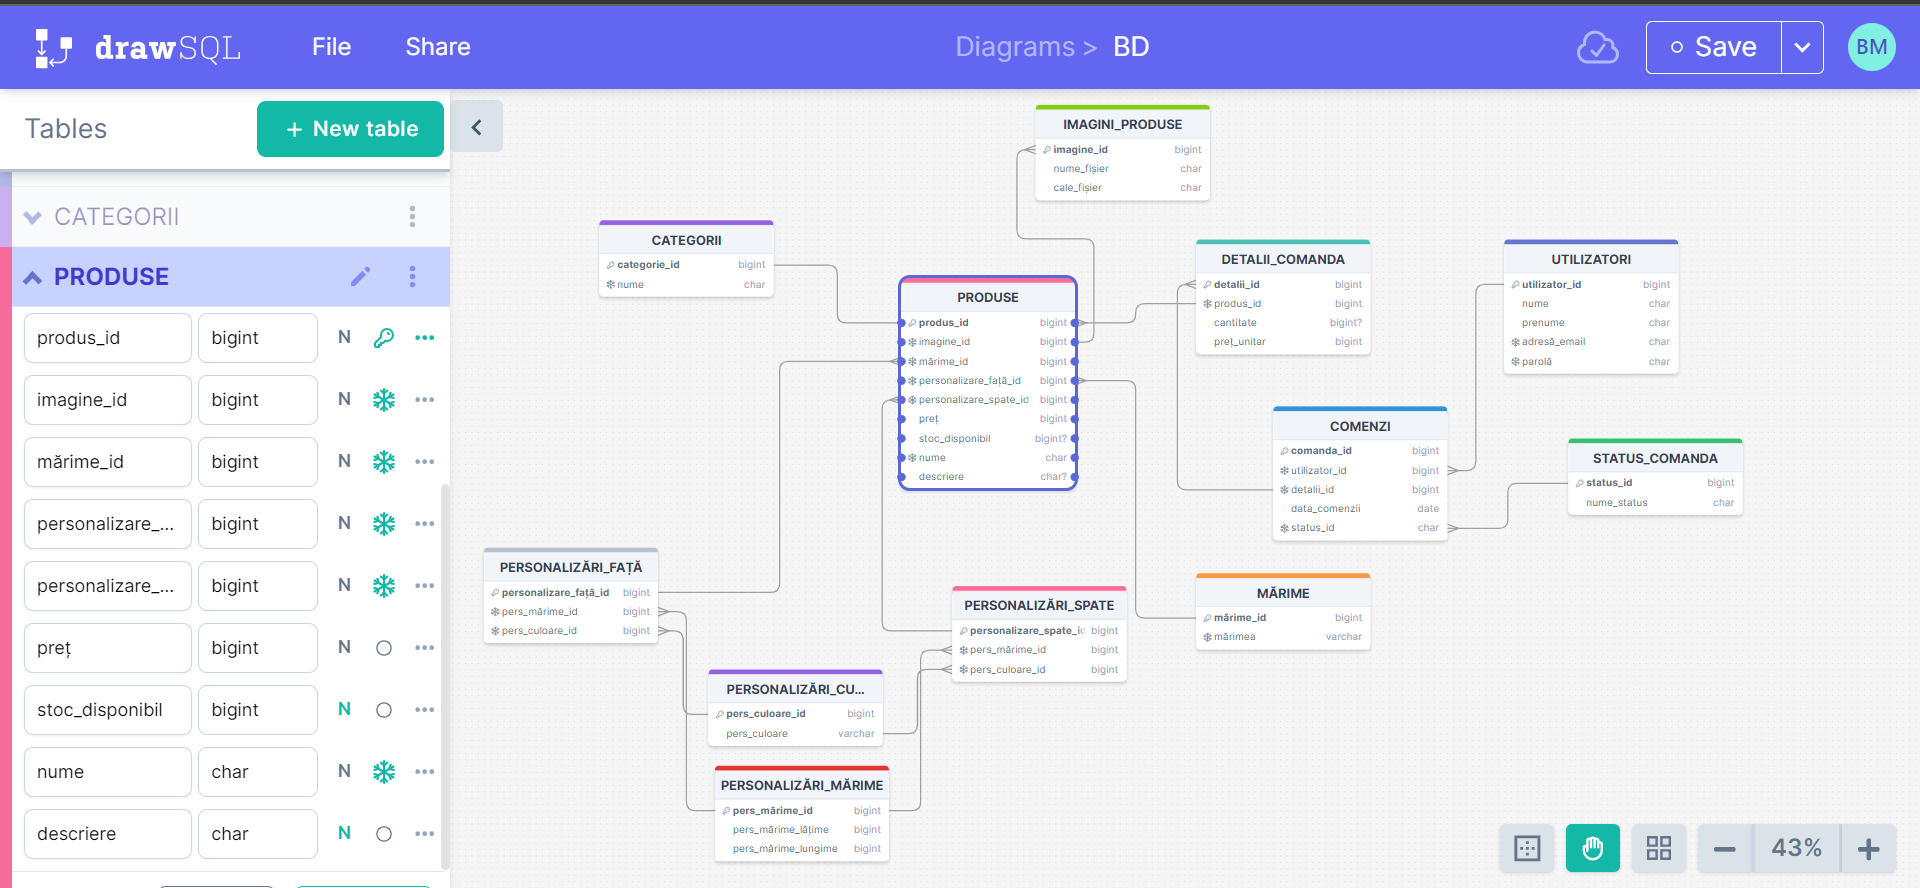 drawSQL
File
Share
Diagrams > BD
Save
BM
Tables
+ New table
CATEGORII
PRODUSE
produs_id bigint N
imagine_id bigint N
mărime_id bigint N
personalizare_... bigint N
personalizare_... bigint N
preț bigint N
stoc_disponibil bigint N
nume char N
descriere char N
IMAGINI_PRODUSE
imagine_id bigint
nume_fișier char
cale_fișier char
CATEGORII
categorie_id bigint
nume char
PRODUSE
produs_id bigint
imagine_id bigint
mărime_id bigint
personalizare_față_id bigint
personalizare_spate_id bigint
preț bigint
stoc_disponibil bigint?
nume char
descriere char?
DETALII_COMANDA
detalii_id bigint
produs_id bigint
cantitate bigint?
preț_unitar bigint
UTILIZATORI
utilizator_id bigint
nume char
prenume char
adresă_email char
parolă char
COMENZI
comanda_id bigint
utilizator_id bigint
detalii_id bigint
data_comenzii date
status_id char
STATUS_COMANDA
status_id bigint
nume_status char
PERSONALIZĂRI_FAȚĂ
personalizare_față_id bigint
pers_mărime_id bigint
pers_culoare_id bigint
PERSONALIZĂRI_SPATE
personalizare_spate_id bigint
pers_mărime_id bigint
pers_culoare_id bigint
MĂRIME
mărime_id bigint
mărimea varchar
PERSONALIZĂRI_CU...
pers_culoare_id bigint
pers_culoare varchar
PERSONALIZĂRI_MĂRIME
pers_mărime_id bigint
pers_mărime_lățime bigint
pers_mărime_lungime bigint
43%